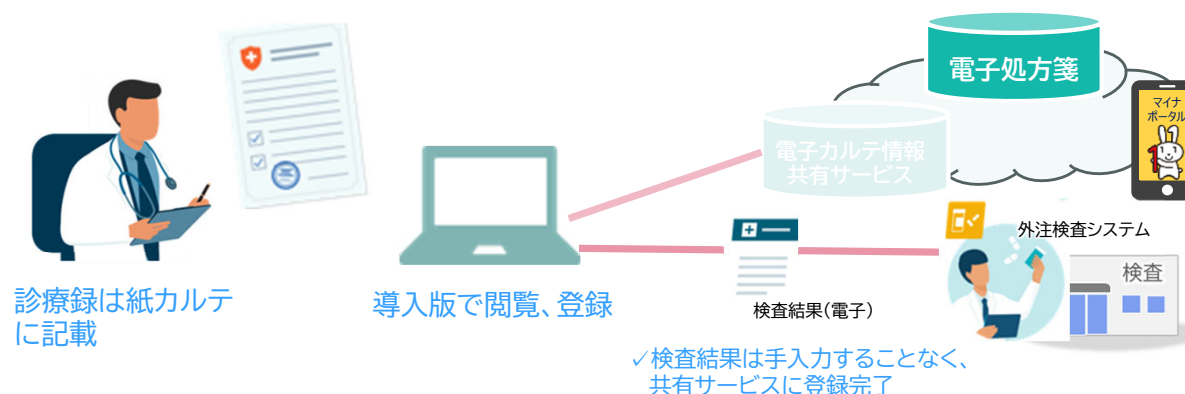 電子処方箋
マイナ
ポータル
電子カルテ情報
共有サービス
外注検査システム
検査
診療録は紙カルテ
に記載
導入版で閲覧、登録
検査結果(電子)
✓検査結果は手入力することなく、
共有サービスに登録完了